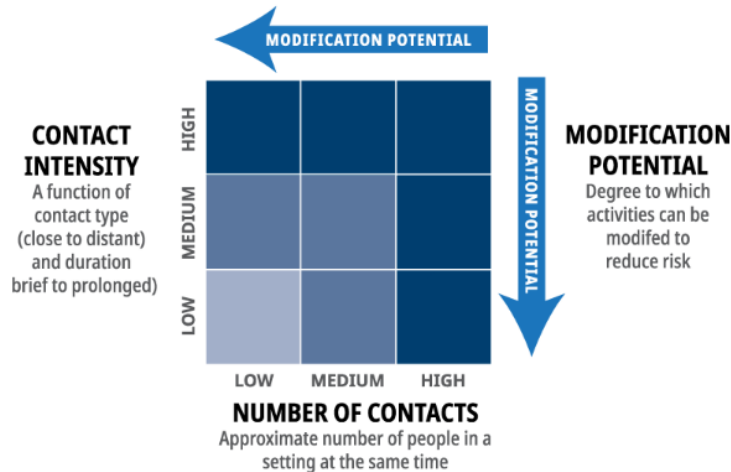 MODIFICATION POTENTIAL
CONTACT
INTENSITY
A function of
contact type
(close to distant)
and duration
brief to prolonged)
HIGH
MEDIUM
LOW
MODIFICATION POTENTIAL
MODIFICATION
POTENTIAL
Degree to which
activities can be
modifed to
reduce risk
LOW MEDIUM HIGH
NUMBER OF CONTACTS
Approximate number of people in a
setting at the same time